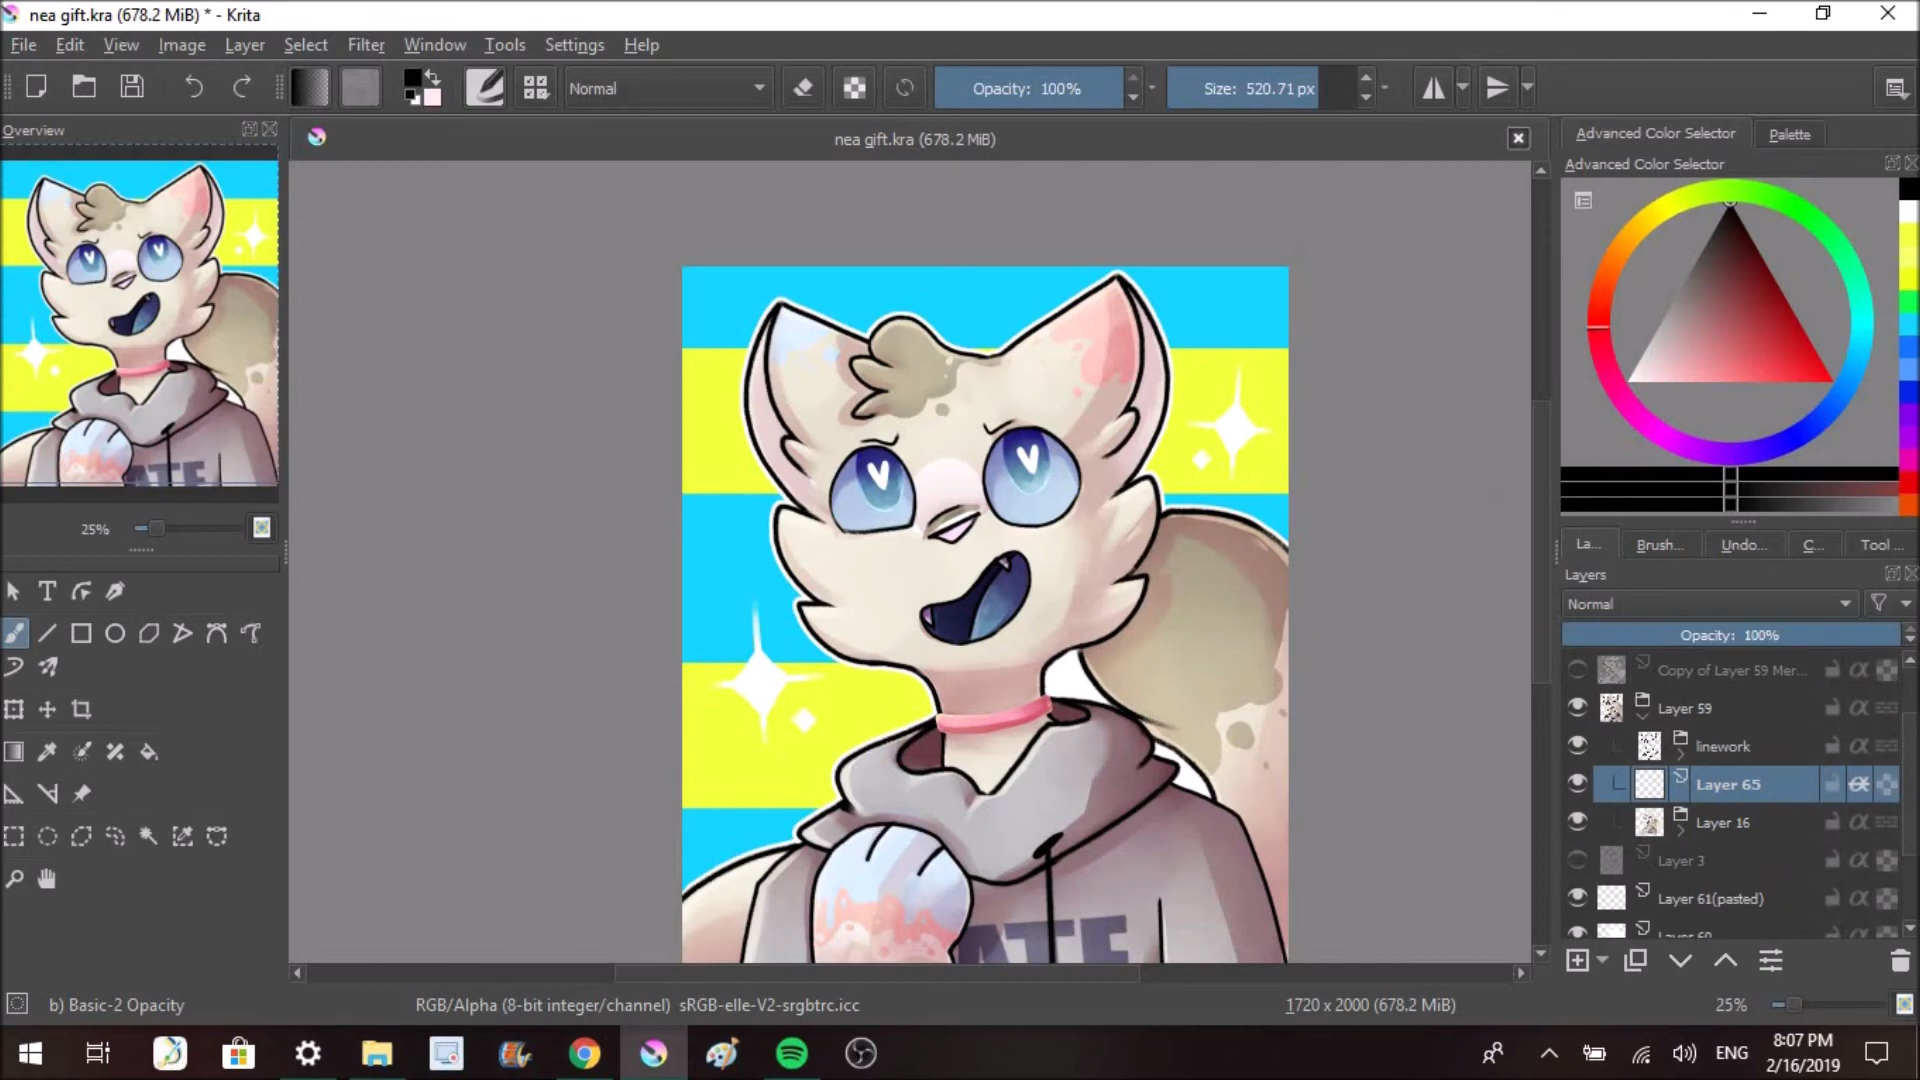 nea gift.kra (678.2 MiB) * - Krita
File Edit View Image Layer Select Filter Window Tools Settings Help
Normal Opacity: 100% Size: 520.71 px
Overview
nea gift.kra (678.2 MiB)
Advanced Color Selector Palette
Advanced Color Selector
25%
La... Brush... Undo... C... Tool ...
Layers
Normal
Opacity: 100%
Copy of Layer 59 Mer...
Layer 59
linework
Layer 65
Layer 16
Layer 3
Layer 61(pasted)
Layer 60
ATE
ATE
b) Basic-2 Opacity
RGB/Alpha (8-bit integer/channel) sRGB-elle-V2-srgbtrc.icc
1720 x 2000 (678.2 MiB)
25%
ENG
8:07 PM
2/16/2019